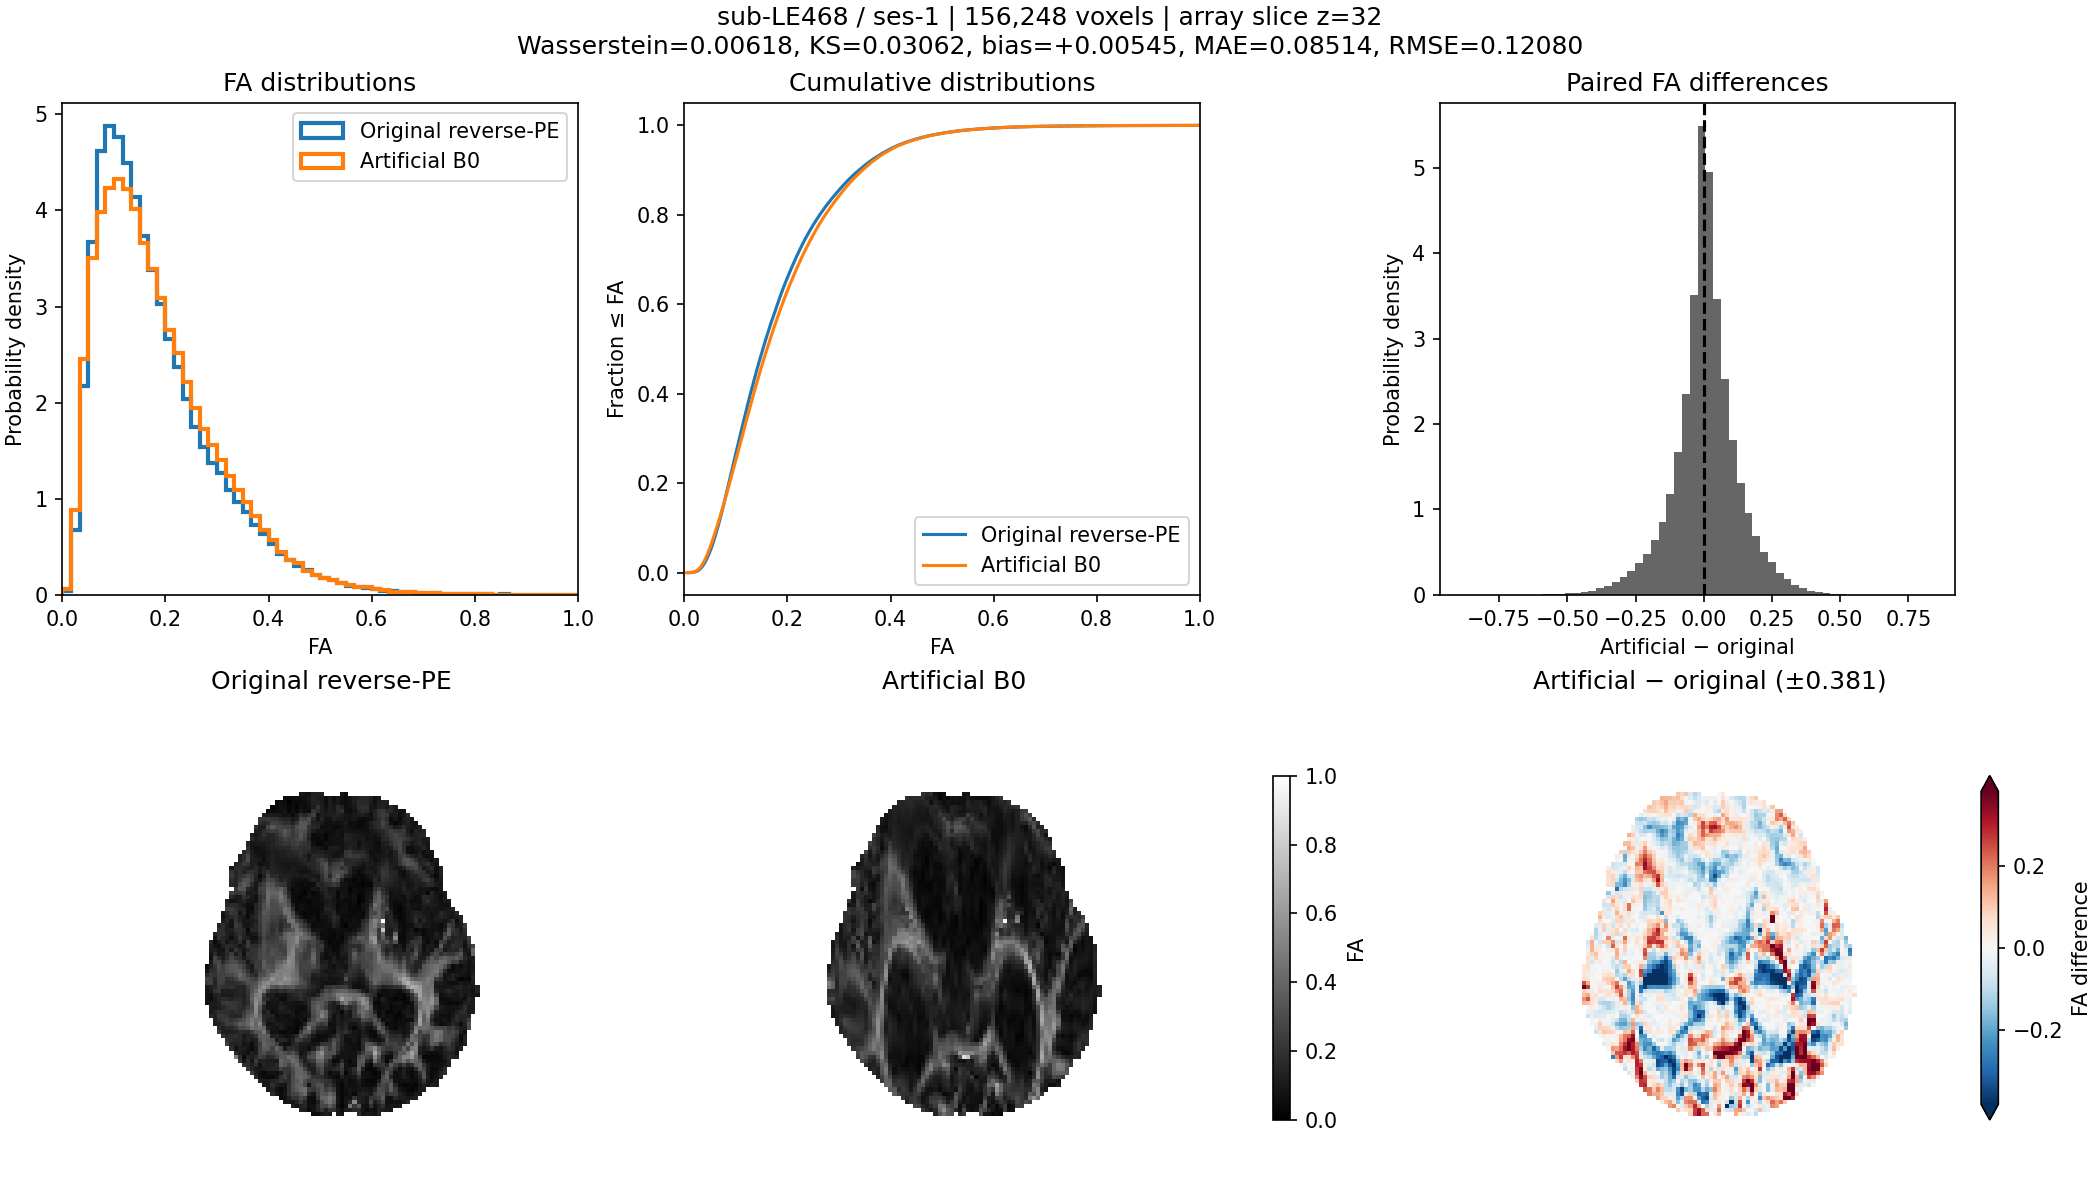 sub-LE468 / ses-1 | 156,248 voxels | array slice z=32
Wasserstein=0.00618, KS=0.03062, bias=+0.00545, MAE=0.08514, RMSE=0.12080
FA distributions
Probability density
5
4
3
2
1
0
0.0 0.2 0.4 0.6 0.8 1.0
FA
Original reverse-PE
Artificial B0
Cumulative distributions
Fraction ≤ FA
1.0
0.8
0.6
0.4
0.2
0.0
0.0 0.2 0.4 0.6 0.8 1.0
FA
Original reverse-PE
Artificial B0
Paired FA differences
Probability density
5
4
3
2
1
0
−0.75 −0.50 −0.25 0.00 0.25 0.50 0.75
Artificial − original
Original reverse-PE
Artificial B0
1.0
0.8
0.6
0.4
0.2
0.0
FA
Artificial − original (±0.381)
0.2
0.0
−0.2
FA difference